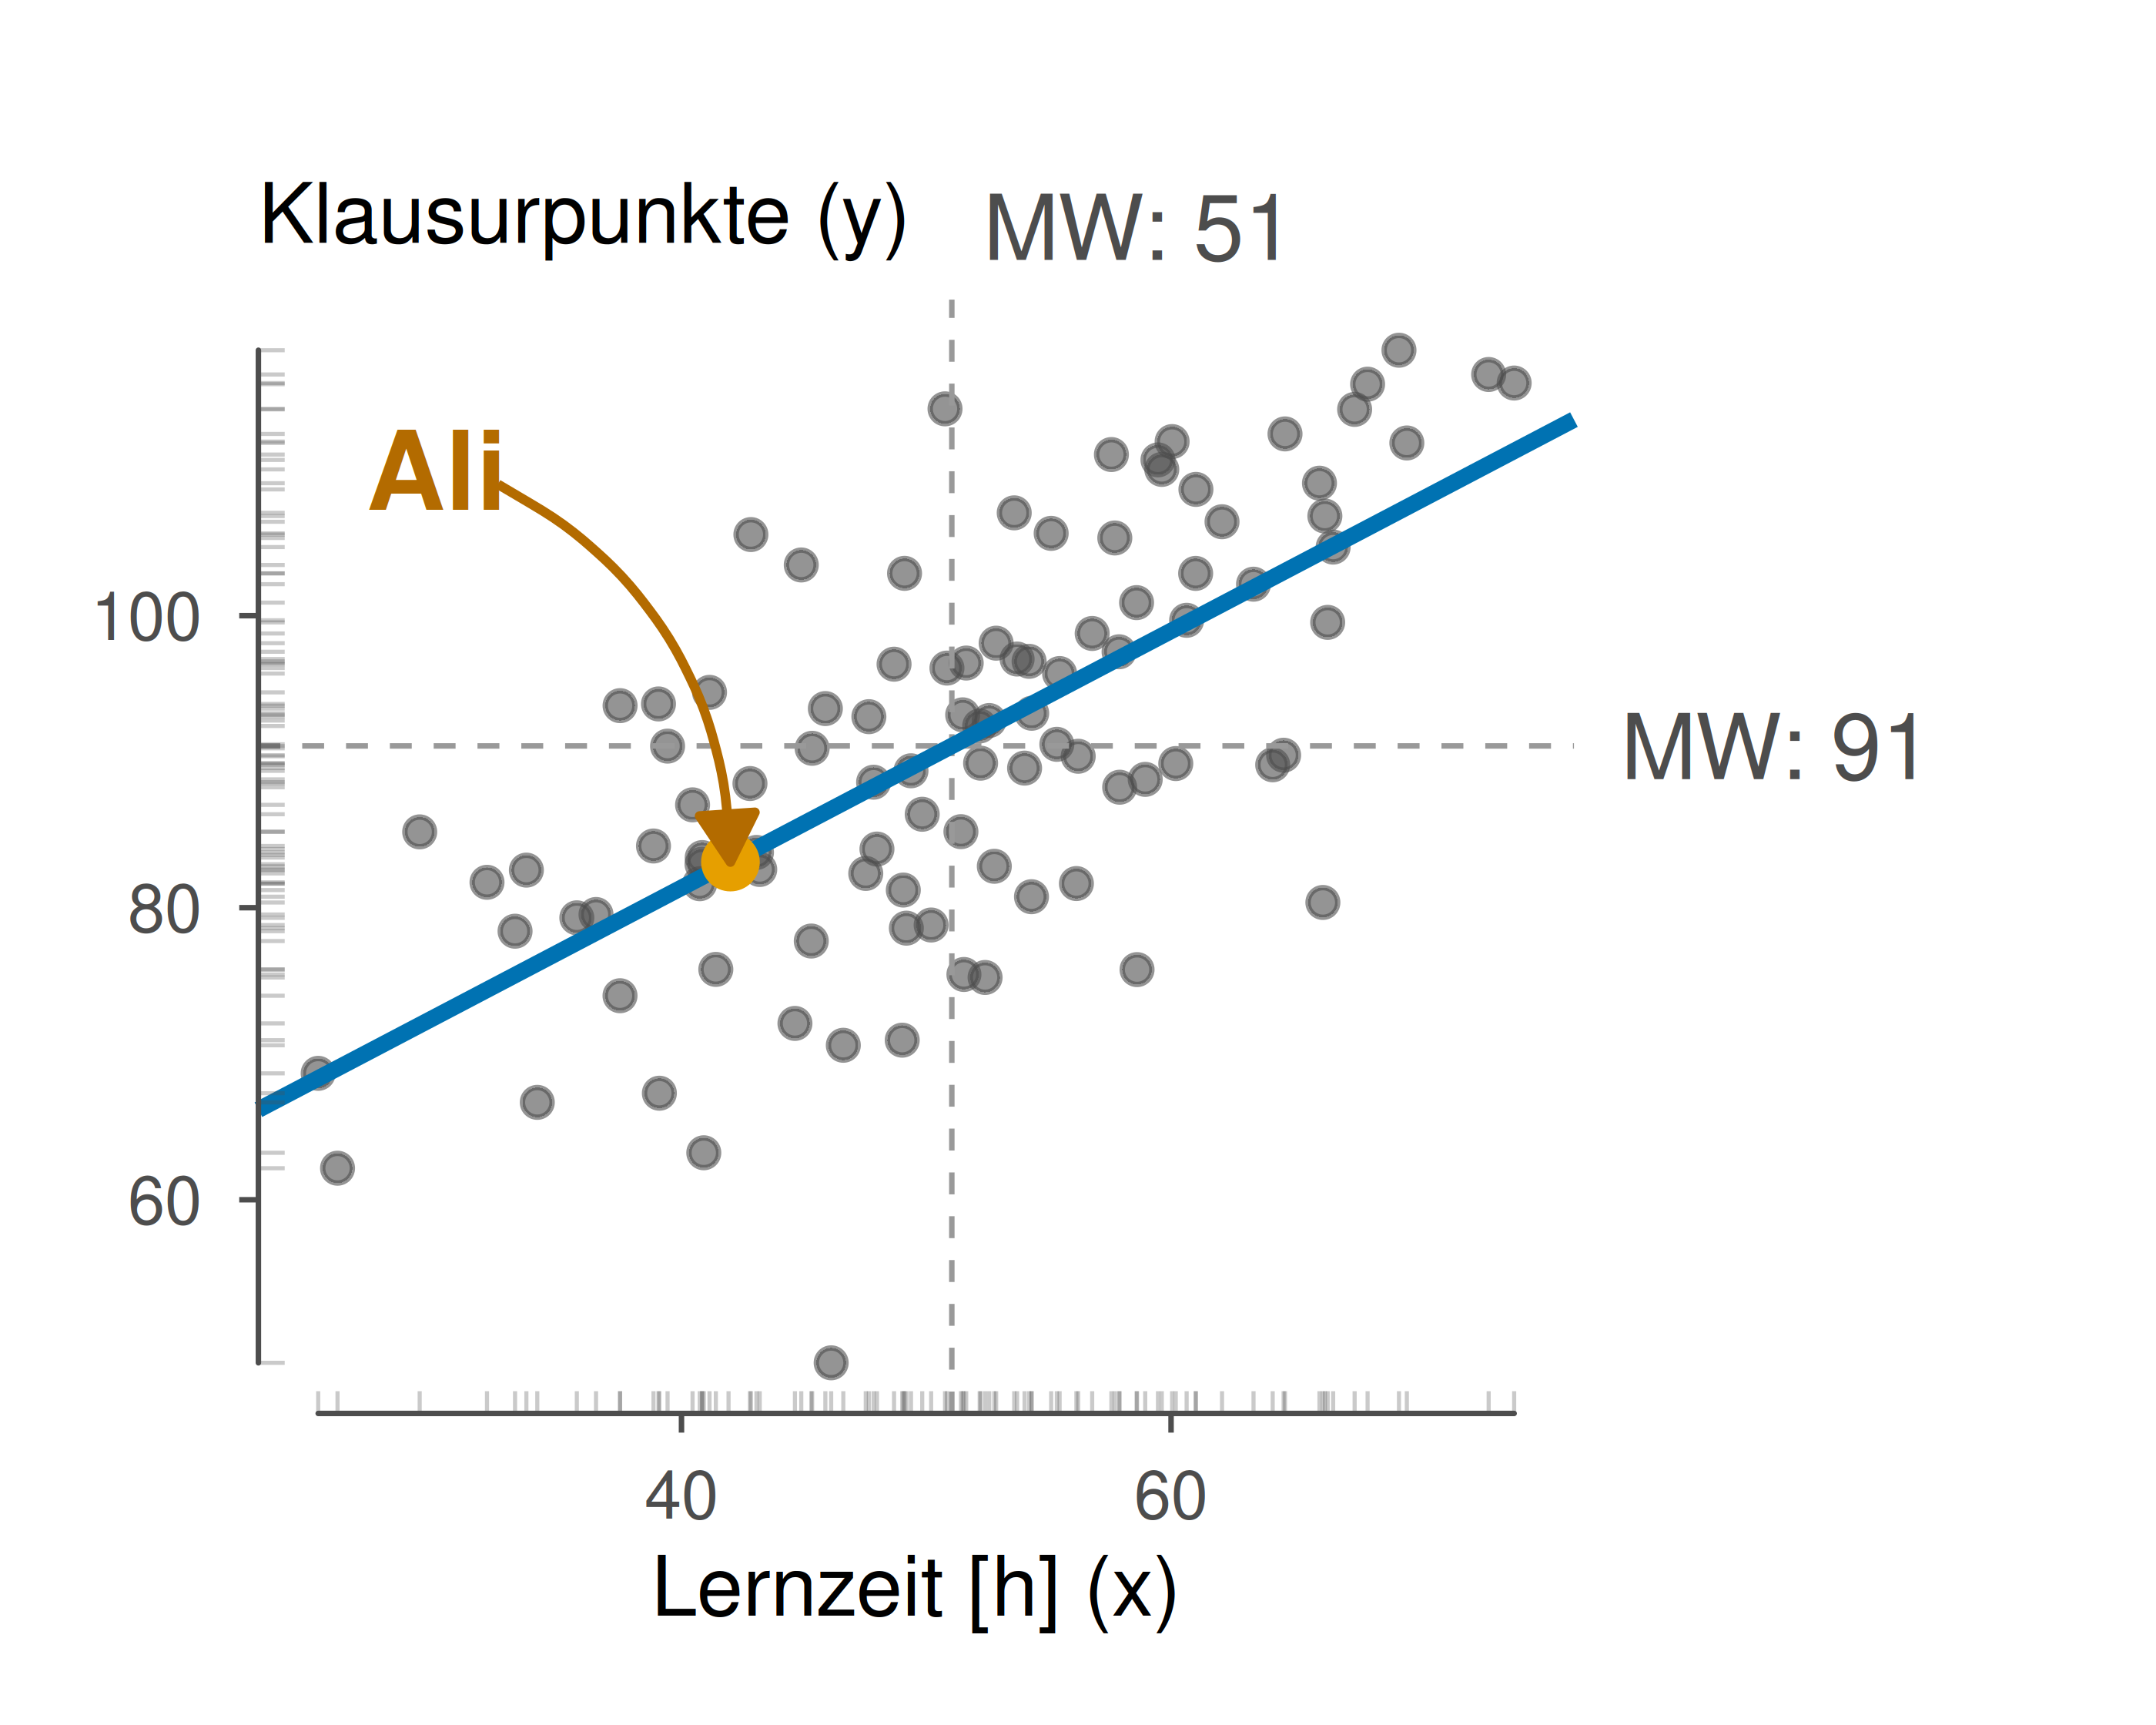 Klausurpunkte (y)
MW: 51
Ali
100
MW: 91
80
60
40
60
Lernzeit [h] (x)